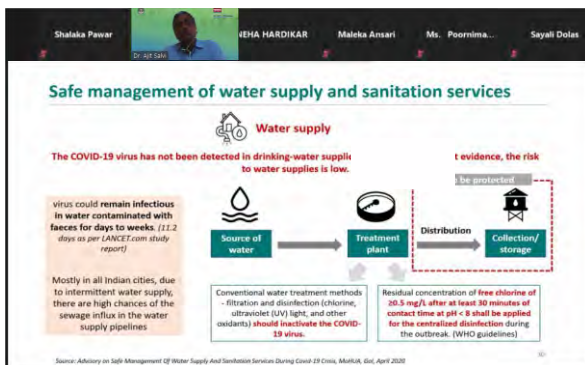 Shalaka Pawar
NEHA HARDIKAR
Maleka Ansari
Ms. Poornima...
Sayali Dolas
Dr. Ajit Salvi
Safe management of water supply and sanitation services
Water supply
The COVID-19 virus has not been detected in drinking-water supplie
t evidence, the risk
to water supplies is low.
be protected
virus could remain infectious
in water contaminated with
faeces for days to weeks. (11.2
days as per LANCET.com study
report)
Mostly in all Indian cities, due
to intermittent water supply,
there are high chances of the
sewage influx in the water
supply pipelines
Source of
water
Treatment
plant
Distribution
Collection/
storage
Conventional water treatment methods
- filtration and disinfection (chlorine,
ultraviolet (UV) light, and other
oxidants) should inactivate the COVID-
19 virus.
Residual concentration of free chlorine of
≥0.5 mg/L after at least 30 minutes of
contact time at pH < 8 shall be applied
for the centralized disinfection during
the outbreak. (WHO guidelines)
Source: Advisory on Safe Management Of Water Supply And Sanitation Services During Covid-19 Crisis, MoHUA, GoI, April 2020